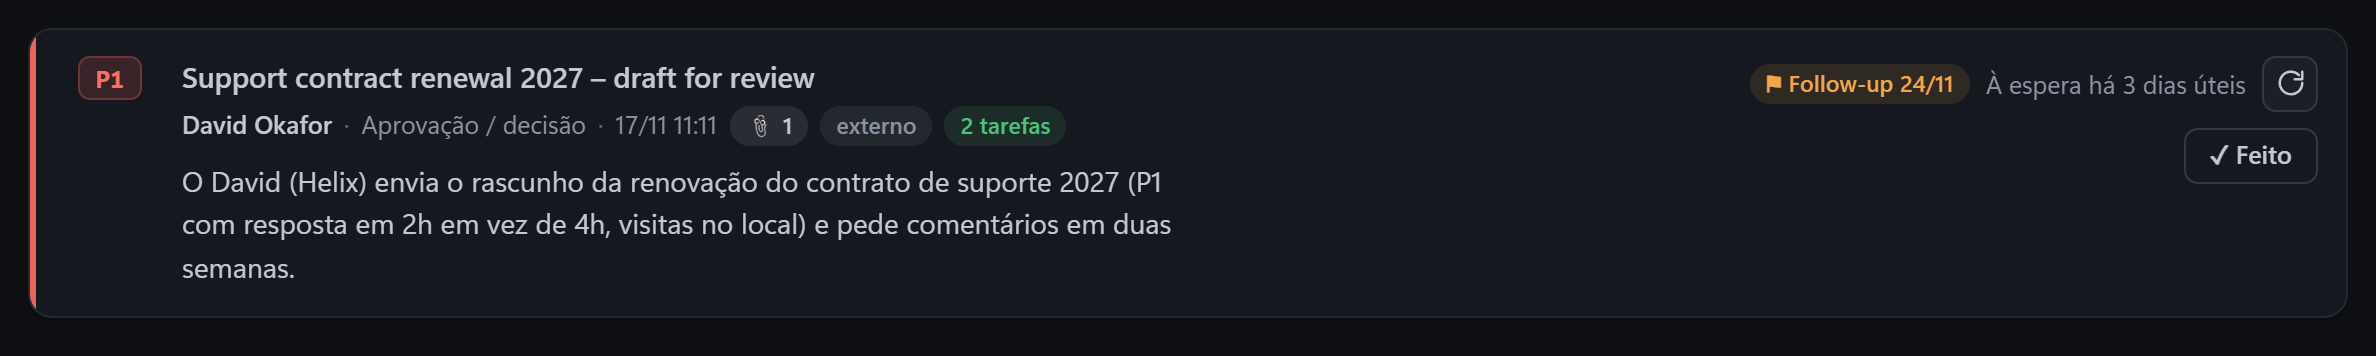 P1 Support contract renewal 2027 – draft for review ⚑ Follow-up 24/11 À espera há 3 dias úteis
David Okafor · Aprovação / decisão · 17/11 11:11 1 externo 2 tarefas
✓ Feito
O David (Helix) envia o rascunho da renovação do contrato de suporte 2027 (P1
com resposta em 2h em vez de 4h, visitas no local) e pede comentários em duas
semanas.